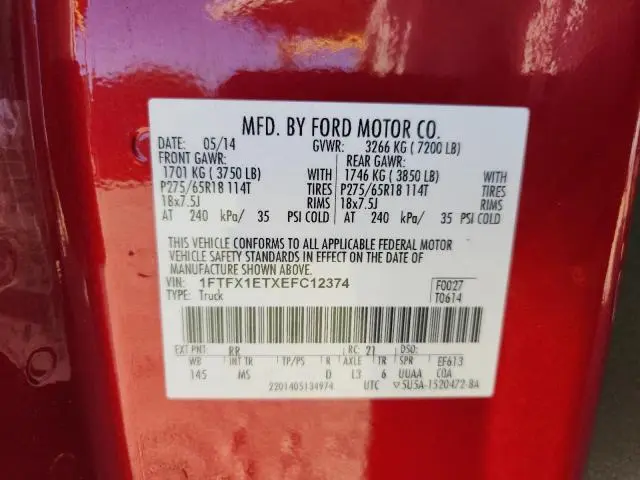 MFD. BY FORD MOTOR CO.
DATE: 05/14 GVWR: 3266 KG ( 7200 LB)
FRONT GAWR: REAR GAWR:
1701 KG ( 3750 LB) WITH 1746 KG ( 3850 LB) WITH
P275/65R18 114T TIRES P275/65R18 114T TIRES
18x7.5J RIMS 18x7.5J RIMS
AT 240 kPa/ 35 PSI COLD AT 240 kPa/ 35 PSI COLD
THIS VEHICLE CONFORMS TO ALL APPLICABLE FEDERAL MOTOR
VEHICLE SAFETY STANDARDS IN EFFECT ON THE DATE OF
MANUFACTURE SHOWN ABOVE.
VIN: 1FTFX1ETXEFC12374 F0027
TYPE: Truck T0614
EXT PNT: RR RC: 21 DSO:
WB INT TR TP/PS R AXLE TR SPR EF613
145 MS D L3 6 UUAA COA
2201405134974 UTC 5U5A-1520472-BA